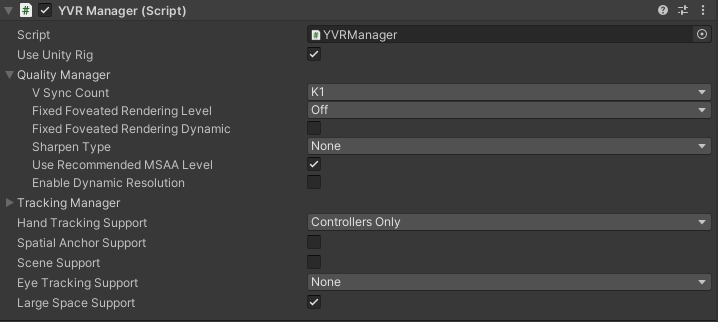 YVR Manager (Script)
Script YVRManager
Use Unity Rig
Quality Manager
V Sync Count K1
Fixed Foveated Rendering Level Off
Fixed Foveated Rendering Dynamic
Sharpen Type None
Use Recommended MSAA Level
Enable Dynamic Resolution
Tracking Manager
Hand Tracking Support Controllers Only
Spatial Anchor Support
Scene Support
Eye Tracking Support None
Large Space Support